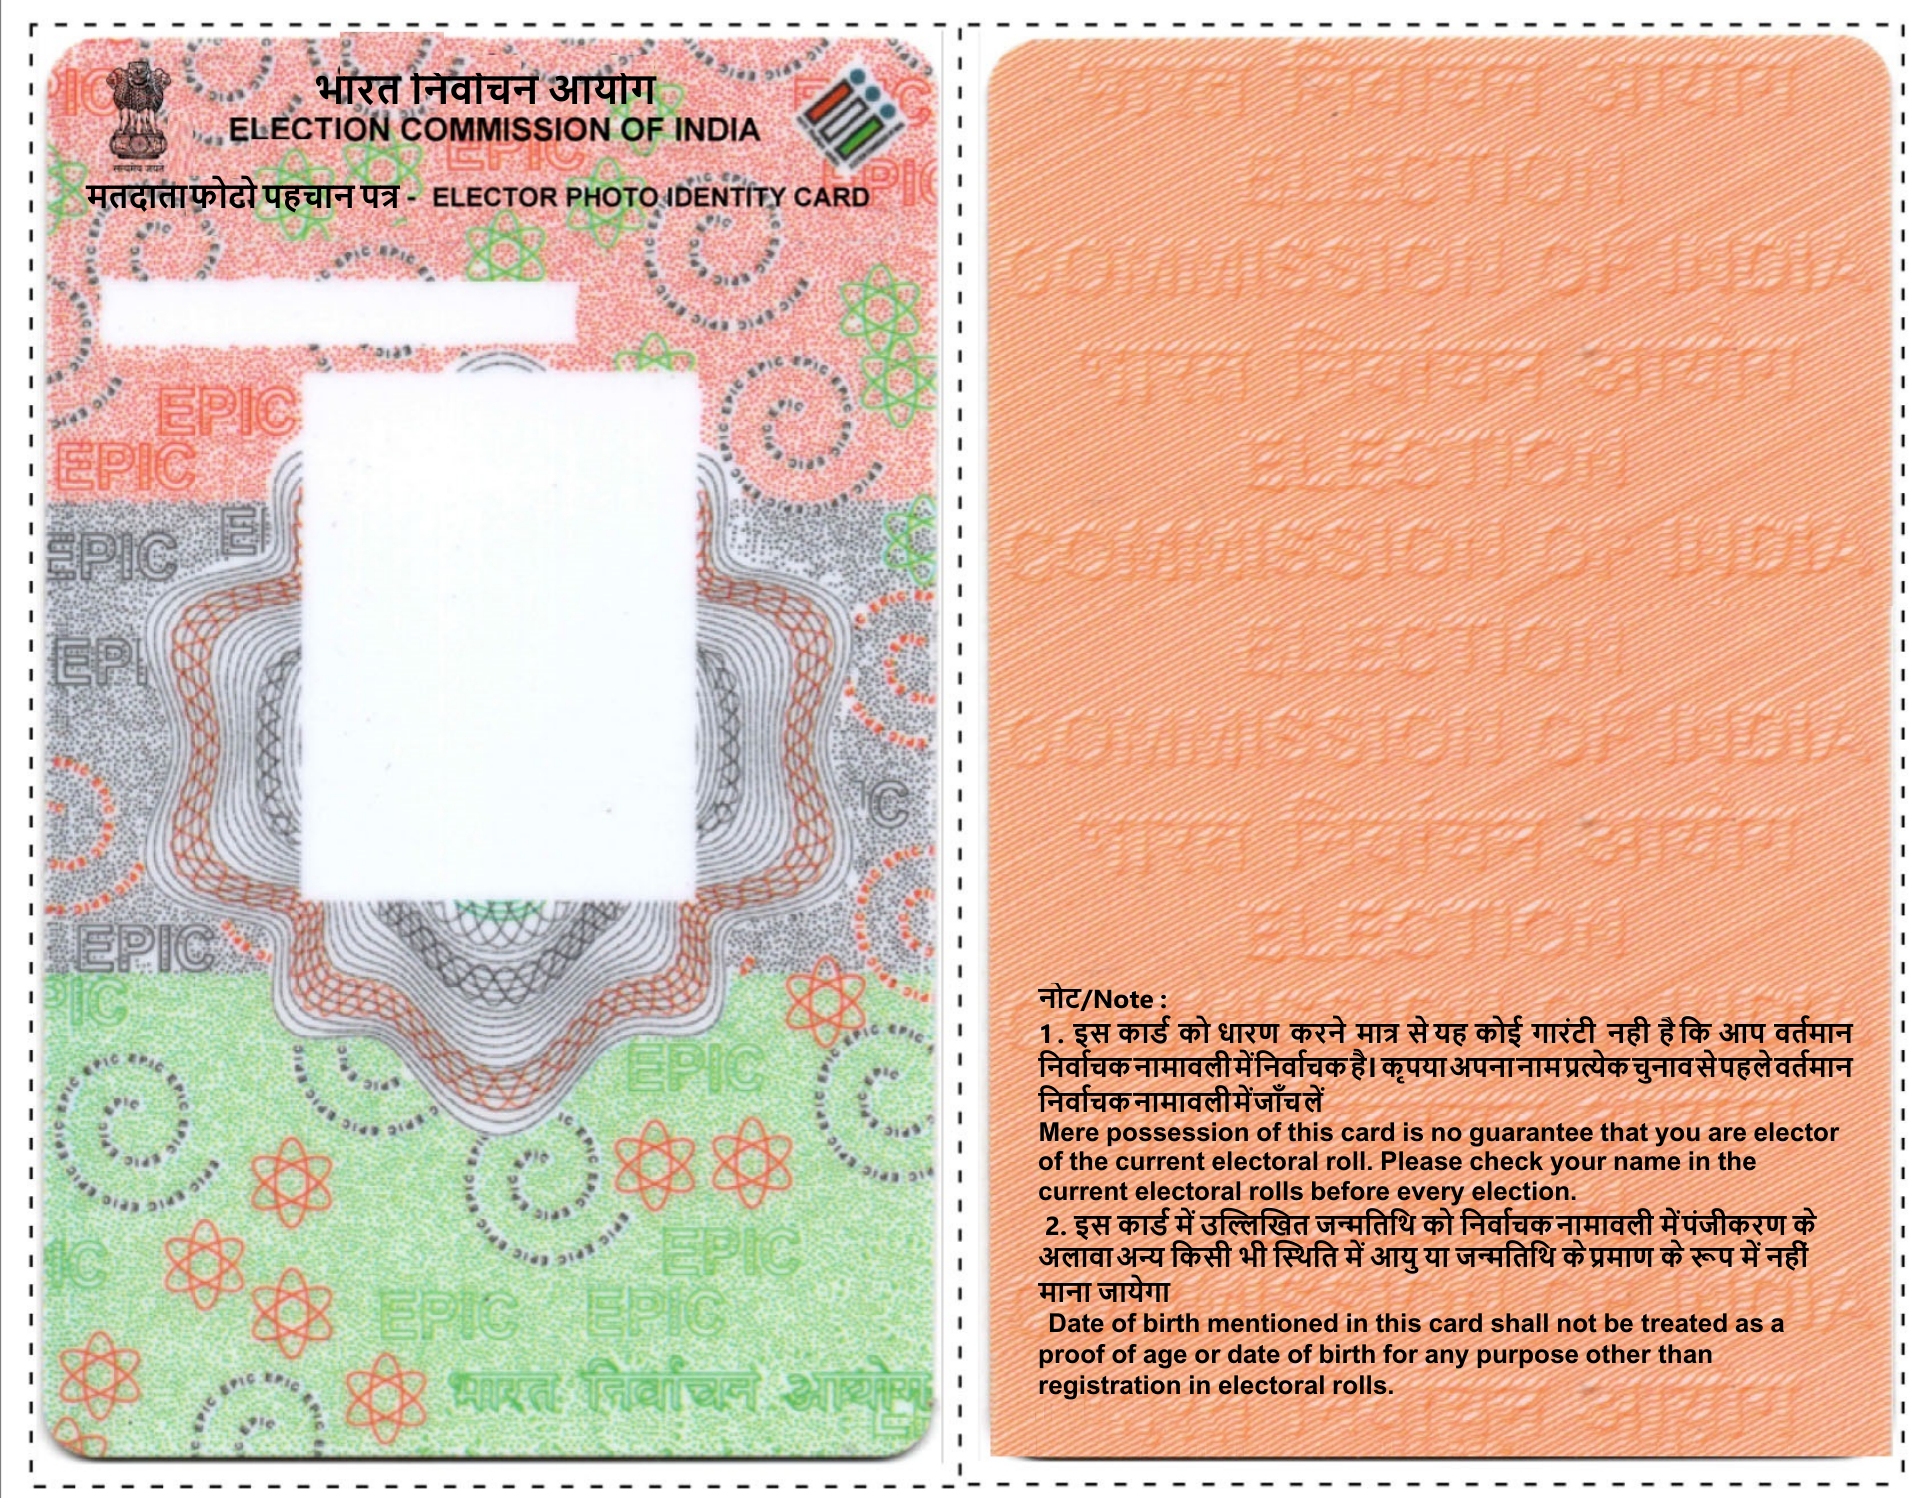 भारत निर्वाचन आयोग
ELECTION COMMISSION OF INDIA
सत्यमेव जयते
मतदाता फोटो पहचान पत्र - ELECTOR PHOTO IDENTITY CARD
EPIC
EPIC
EPIC
EPIC
EPIC
EPIC
EPIC
EPIC EPIC
भारत निर्वाचन आयोग
ELECTION
COMMISSION OF INDIA
भारत निर्वाचन आयोग
ELECTION
COMMISSION OF INDIA
ELECTION
COMMISSION OF INDIA
भारत निर्वाचन आयोग
ELECTION
नोट/Note :
1. इस कार्ड को धारण करने मात्र से यह कोई गारंटी नही है कि आप वर्तमान
निर्वाचक नामावली में निर्वाचक है। कृपया अपना नाम प्रत्येक चुनाव से पहले वर्तमान
निर्वाचक नामावली में जाँच लें
Mere possession of this card is no guarantee that you are elector
of the current electoral roll. Please check your name in the
current electoral rolls before every election.
2. इस कार्ड में उल्लिखित जन्मतिथि को निर्वाचक नामावली में पंजीकरण के
अलावा अन्य किसी भी स्थिति में आयु या जन्मतिथि के प्रमाण के रूप में नहीं
माना जायेगा
Date of birth mentioned in this card shall not be treated as a
proof of age or date of birth for any purpose other than
registration in electoral rolls.